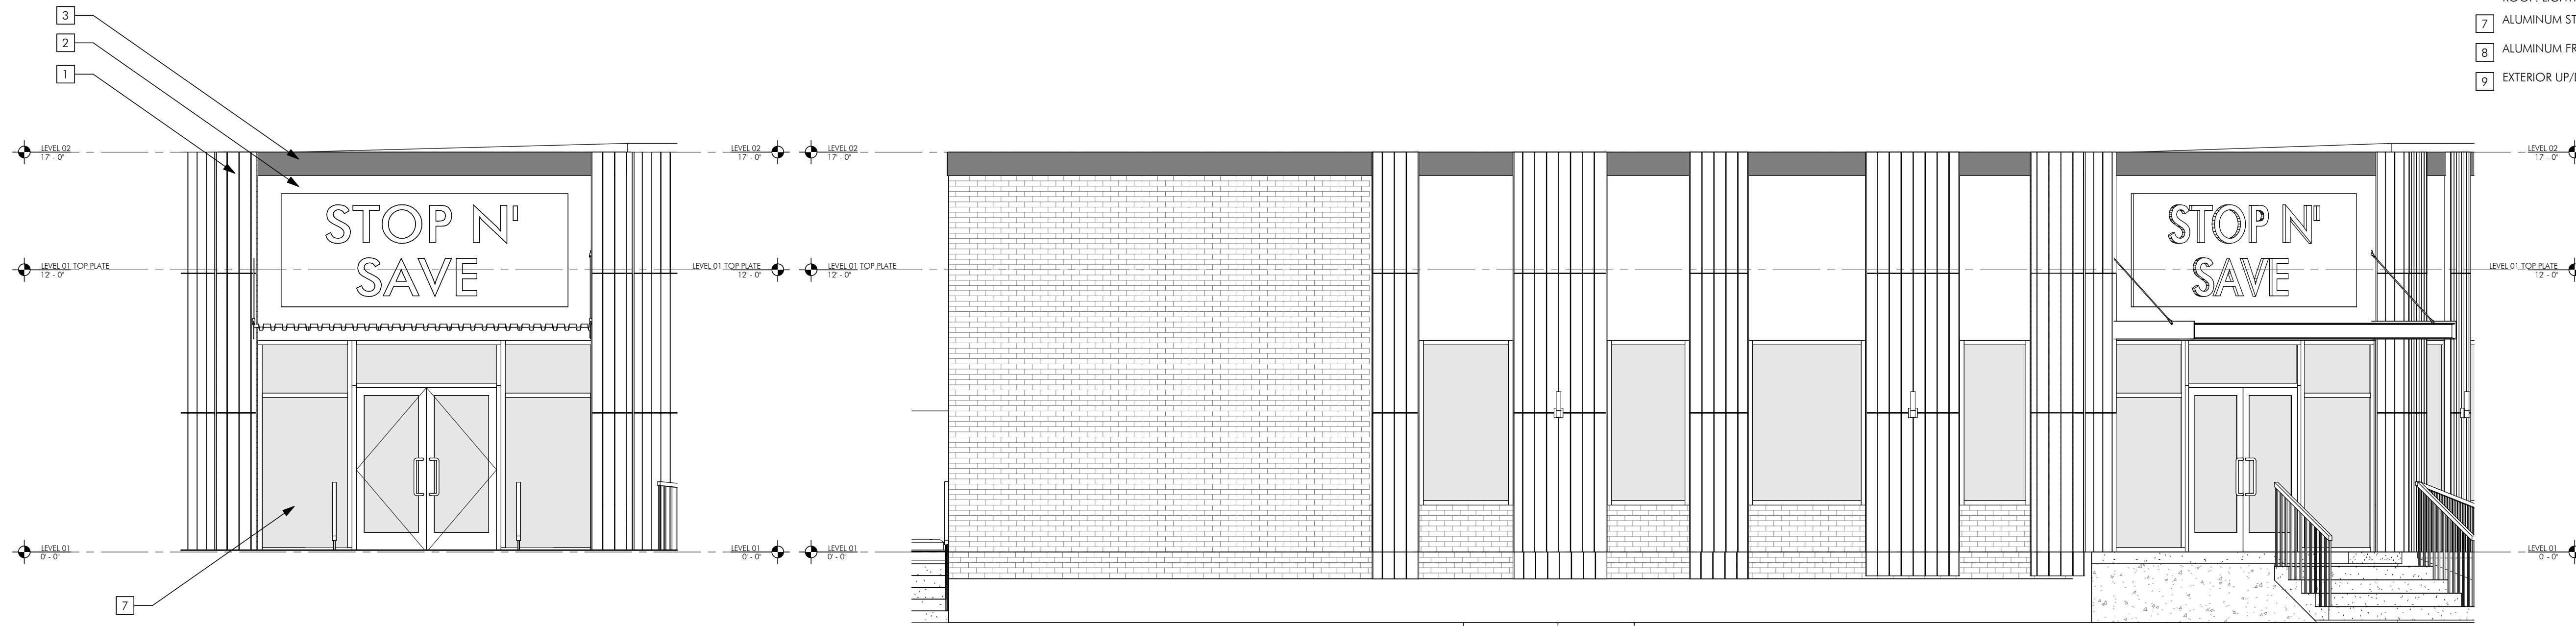 3
2
1
7 ALUMINUM ST
8 ALUMINUM FR
9 EXTERIOR UP/
LEVEL 02
17' - 0"
LEVEL 02
17' - 0"
LEVEL 02
17' - 0"
LEVEL 02
17' - 0"
STOP N'
SAVE
STOP N'
SAVE
LEVEL 01 TOP PLATE
12' - 0"
LEVEL 01 TOP PLATE
12' - 0"
LEVEL 01 TOP PLATE
12' - 0"
LEVEL 01 TOP PLATE
12' - 0"
LEVEL 01
0' - 0"
LEVEL 01
0' - 0"
LEVEL 01
0' - 0"
LEVEL 01
0' - 0"
7